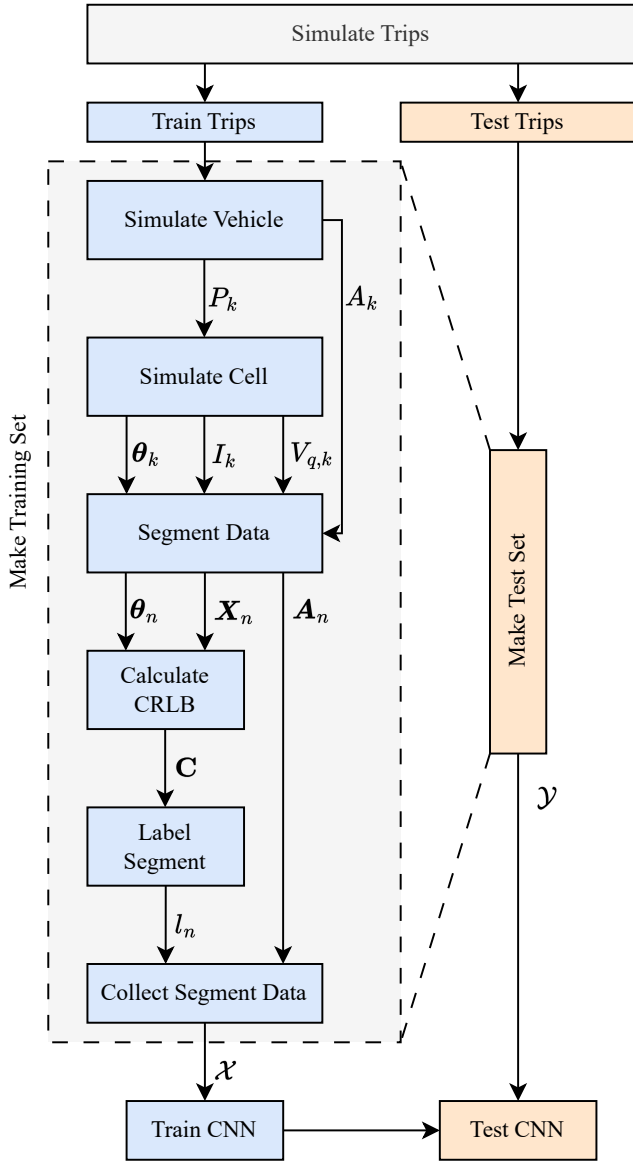 Simulate Trips
Train Trips
Test Trips
Simulate Vehicle
P_k
A_k
Simulate Cell
θ_k
I_k
V_{q,k}
Make Training Set
Segment Data
θ_n
X_n
A_n
Make Test Set
Calculate
CRLB
C
𝒴
Label
Segment
l_n
Collect Segment Data
𝒳
Train CNN
Test CNN